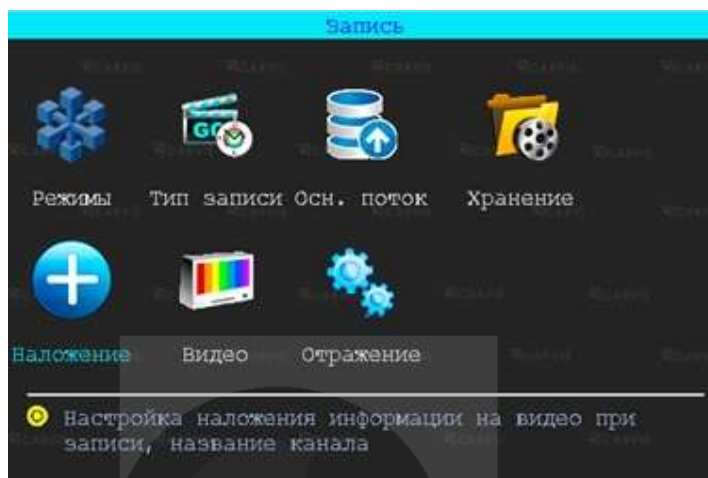 Запись
Режимы Тип записи Осн. поток Хранение
Наложение Видео Отражение
Настройка наложения информации на видео при
записи, название канала